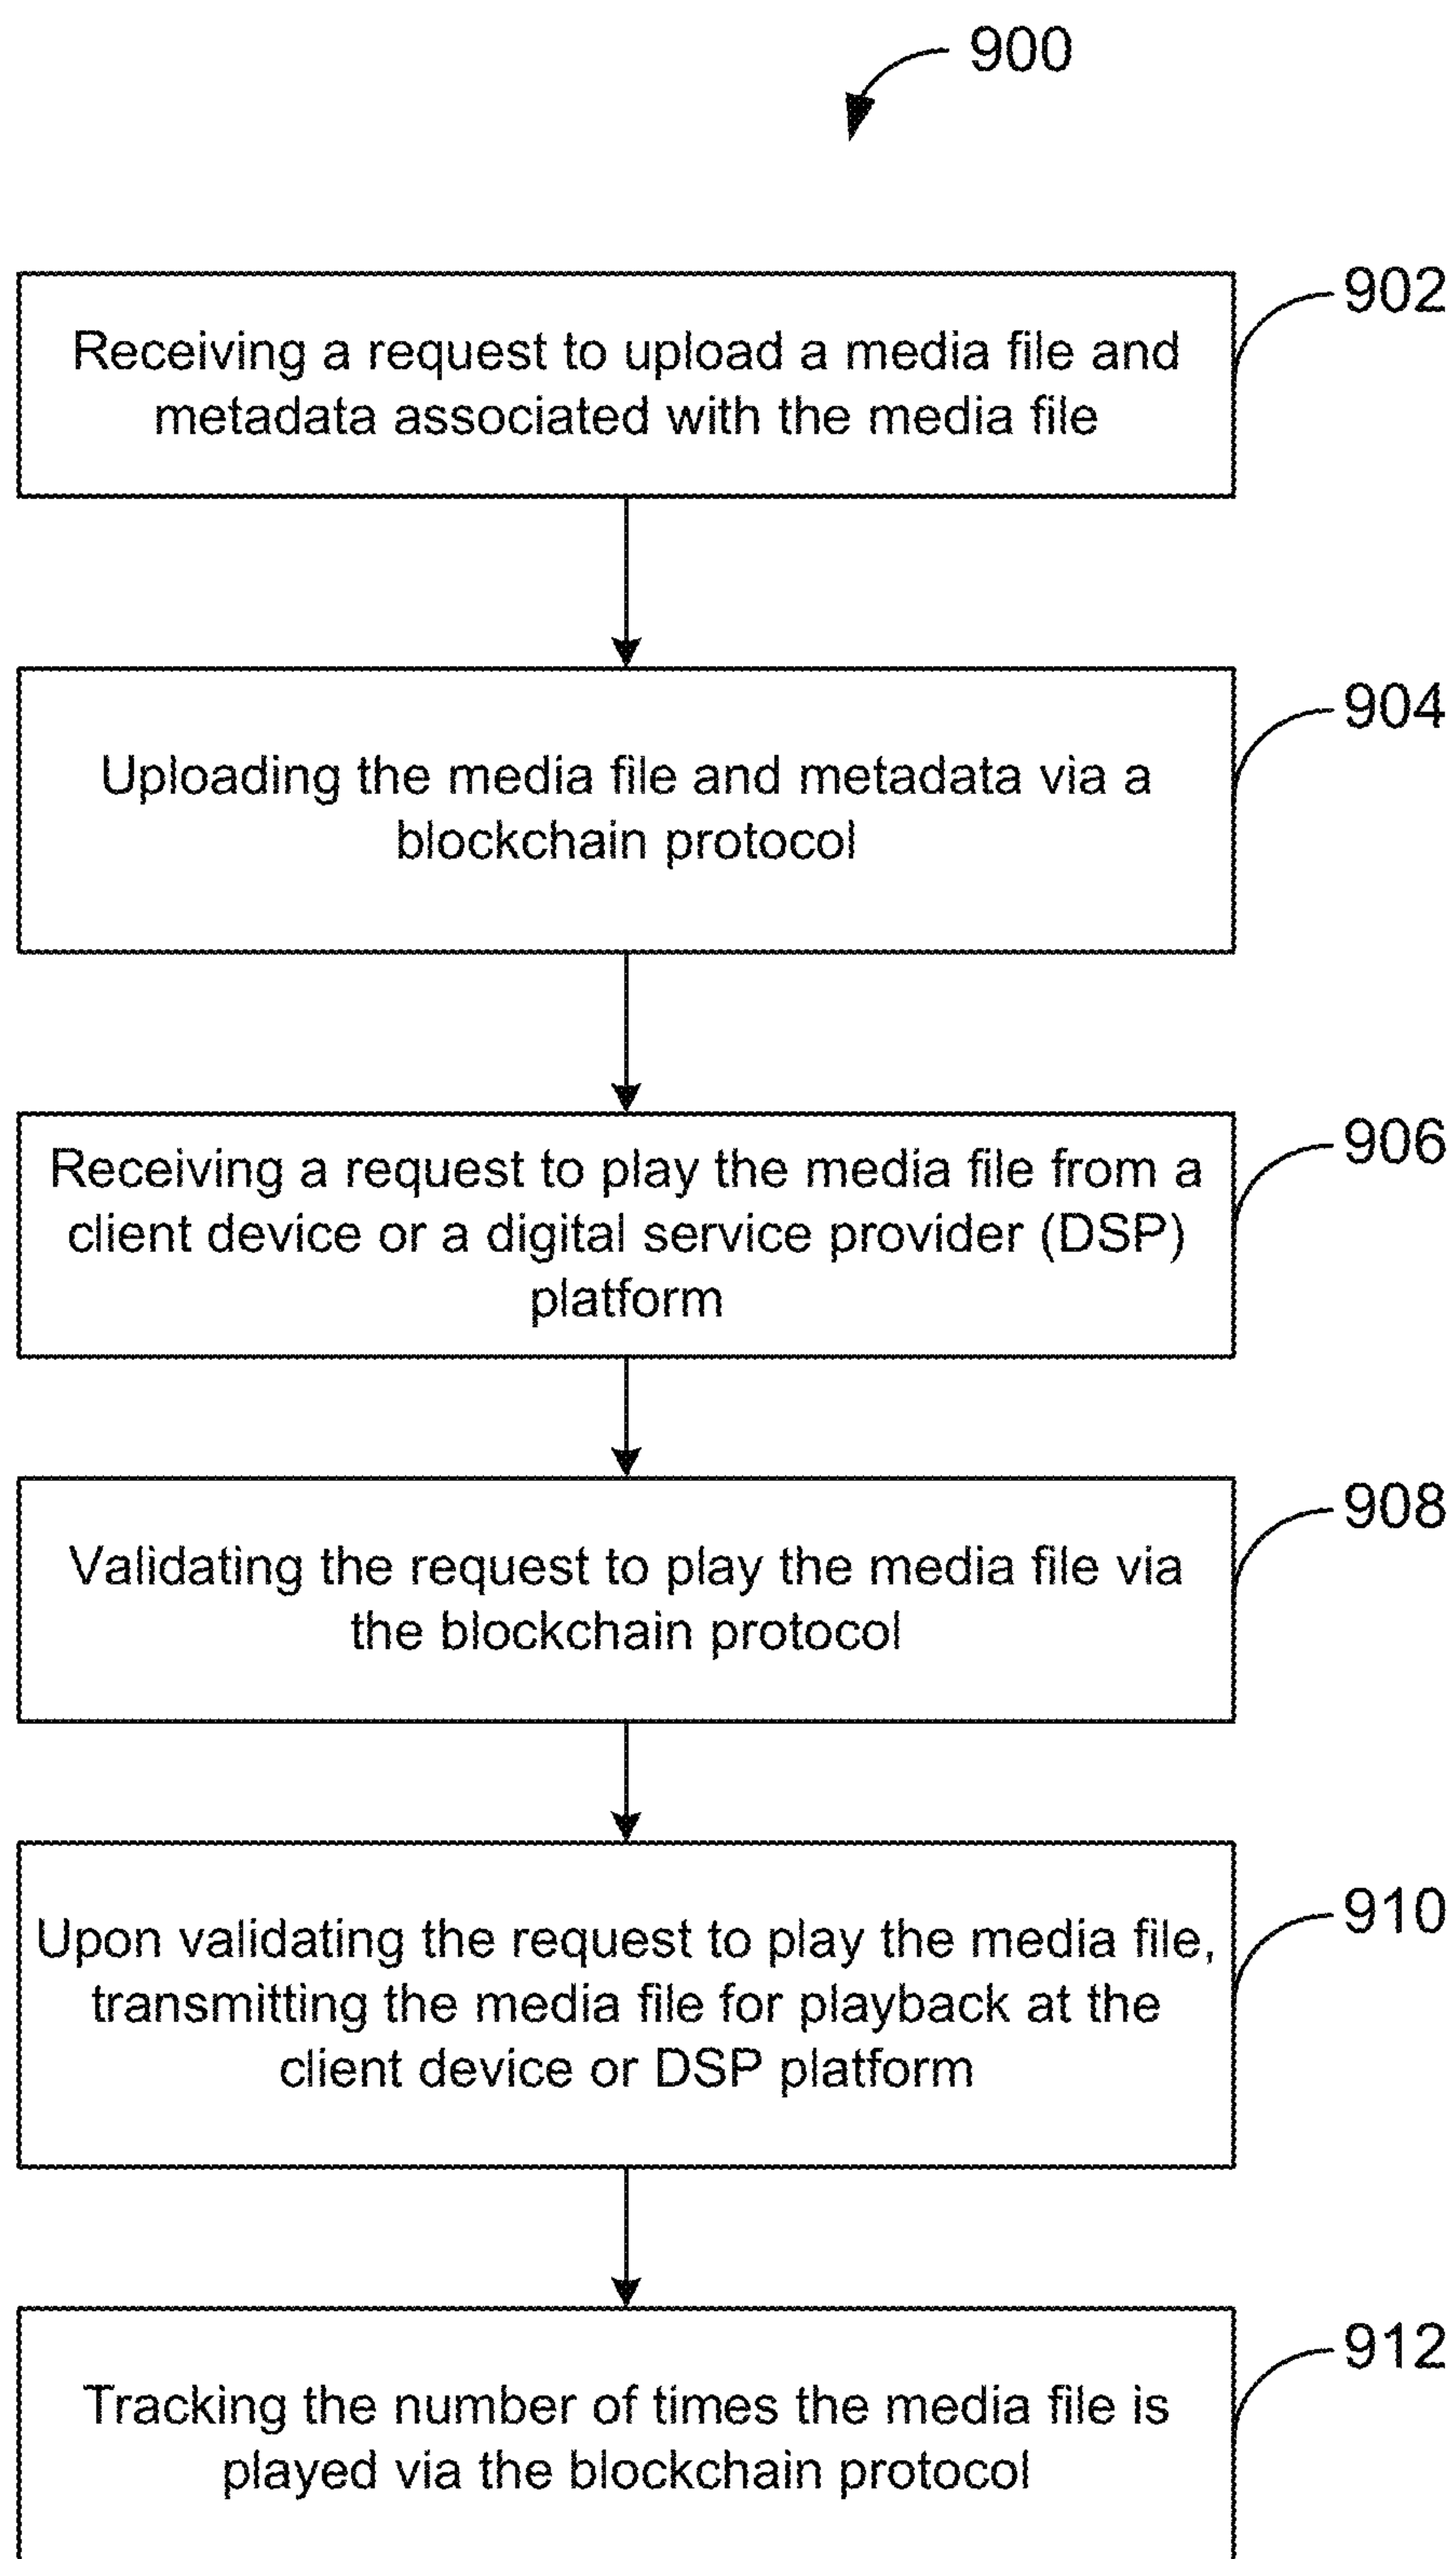 900
902
Receiving a request to upload a media file and
metadata associated with the media file
904
Uploading the media file and metadata via a
blockchain protocol
906
Receiving a request to play the media file from a
client device or a digital service provider (DSP)
platform
908
Validating the request to play the media file via
the blockchain protocol
910
Upon validating the request to play the media file,
transmitting the media file for playback at the
client device or DSP platform
912
Tracking the number of times the media file is
played via the blockchain protocol